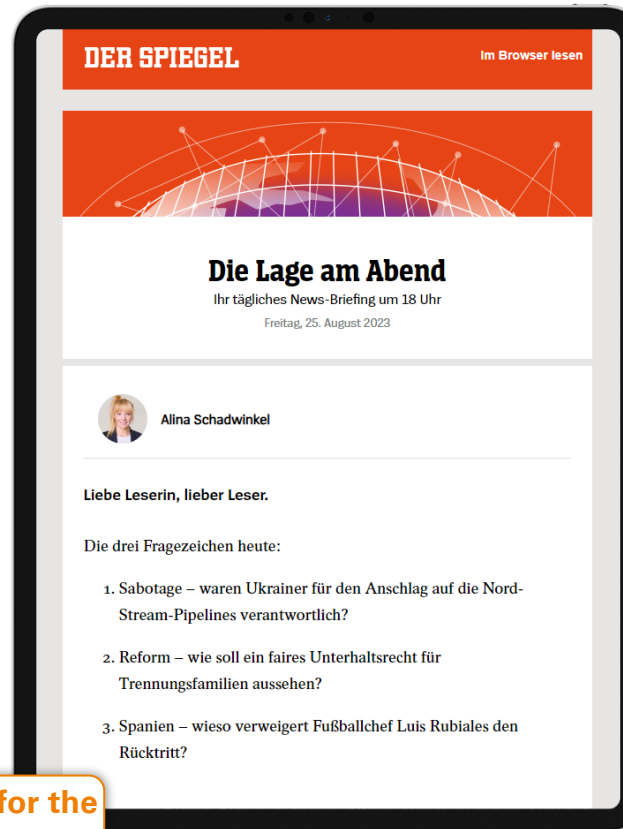 DER SPIEGEL
Im Browser lesen
Die Lage am Abend
Ihr tägliches News-Briefing um 18 Uhr
Freitag, 25. August 2023
Alina Schadwinkel
Liebe Leserin, lieber Leser.
Die drei Fragezeichen heute:
1. Sabotage – waren Ukrainer für den Anschlag auf die Nord-
Stream-Pipelines verantwortlich?
2. Reform – wie soll ein faires Unterhaltsrecht für
Trennungsfamilien aussehen?
3. Spanien – wieso verweigert Fußballchef Luis Rubiales den
Rücktritt?
for the